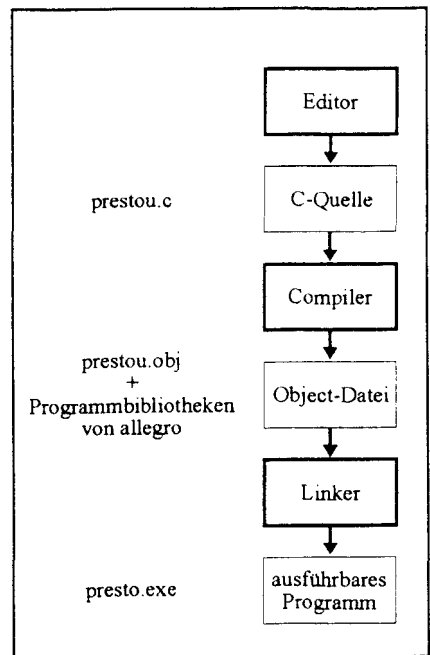 Editor
prestou.c
C-Quelle
Compiler
prestou.obj
+
Programmbibliotheken
von allegro
Object-Datei
Linker
presto.exe
ausführbares
Programm